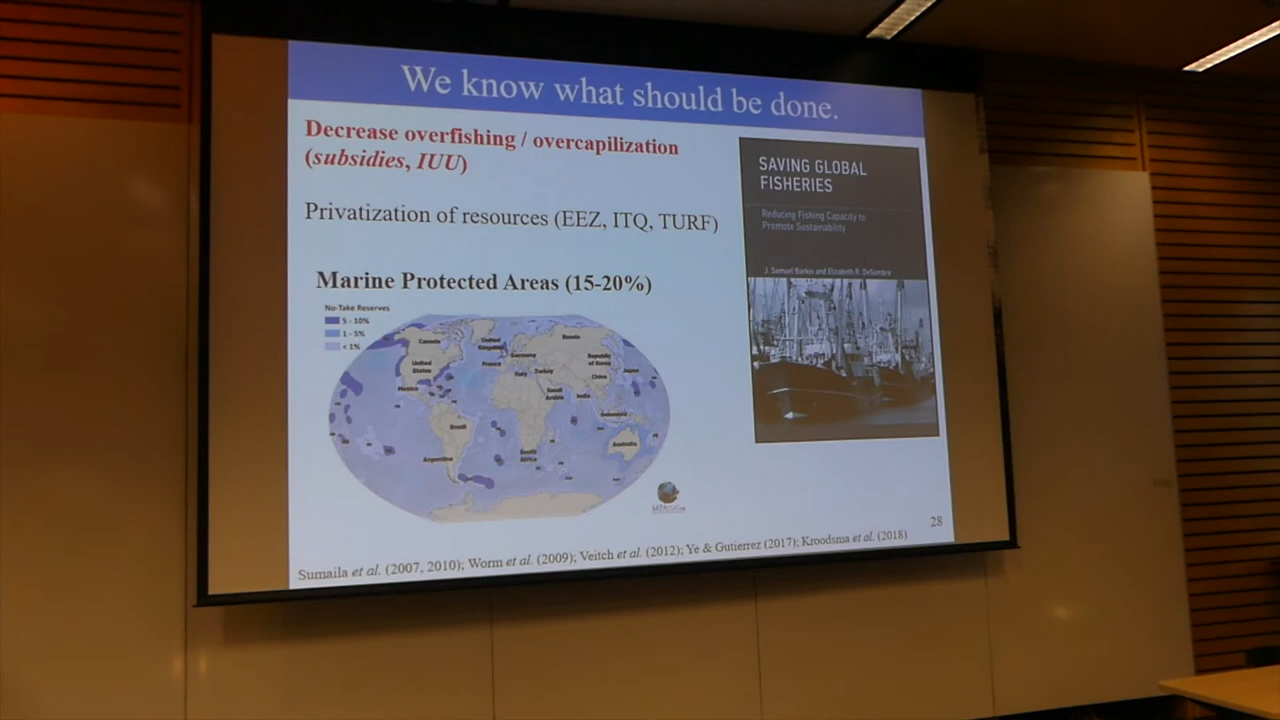 We know what should be done.
Decrease overfishing / overcapilization
(subsidies, IUU)
Privatization of resources (EEZ, ITQ, TURF)
Marine Protected Areas (15-20%)
No-Take Reserves
5 - 10%
1 - 5%
< 1%
Canada
United
Kingdom
Russia
United
States
France
Germany
Italy
Turkey
Republic
of Korea
China
Japan
Mexico
Saudi
Arabia
India
Indonesia
Brazil
Argentina
South
Africa
Australia
SAVING GLOBAL
FISHERIES
Reducing Fishing Capacity to
Promote Sustainability
J. Samuel Barkin and Elizabeth R. DeSombre
28
Sumaila et al. (2007, 2010); Worm et al. (2009); Veitch et al. (2012); Ye & Gutierrez (2017); Kroodsma et al. (2018)